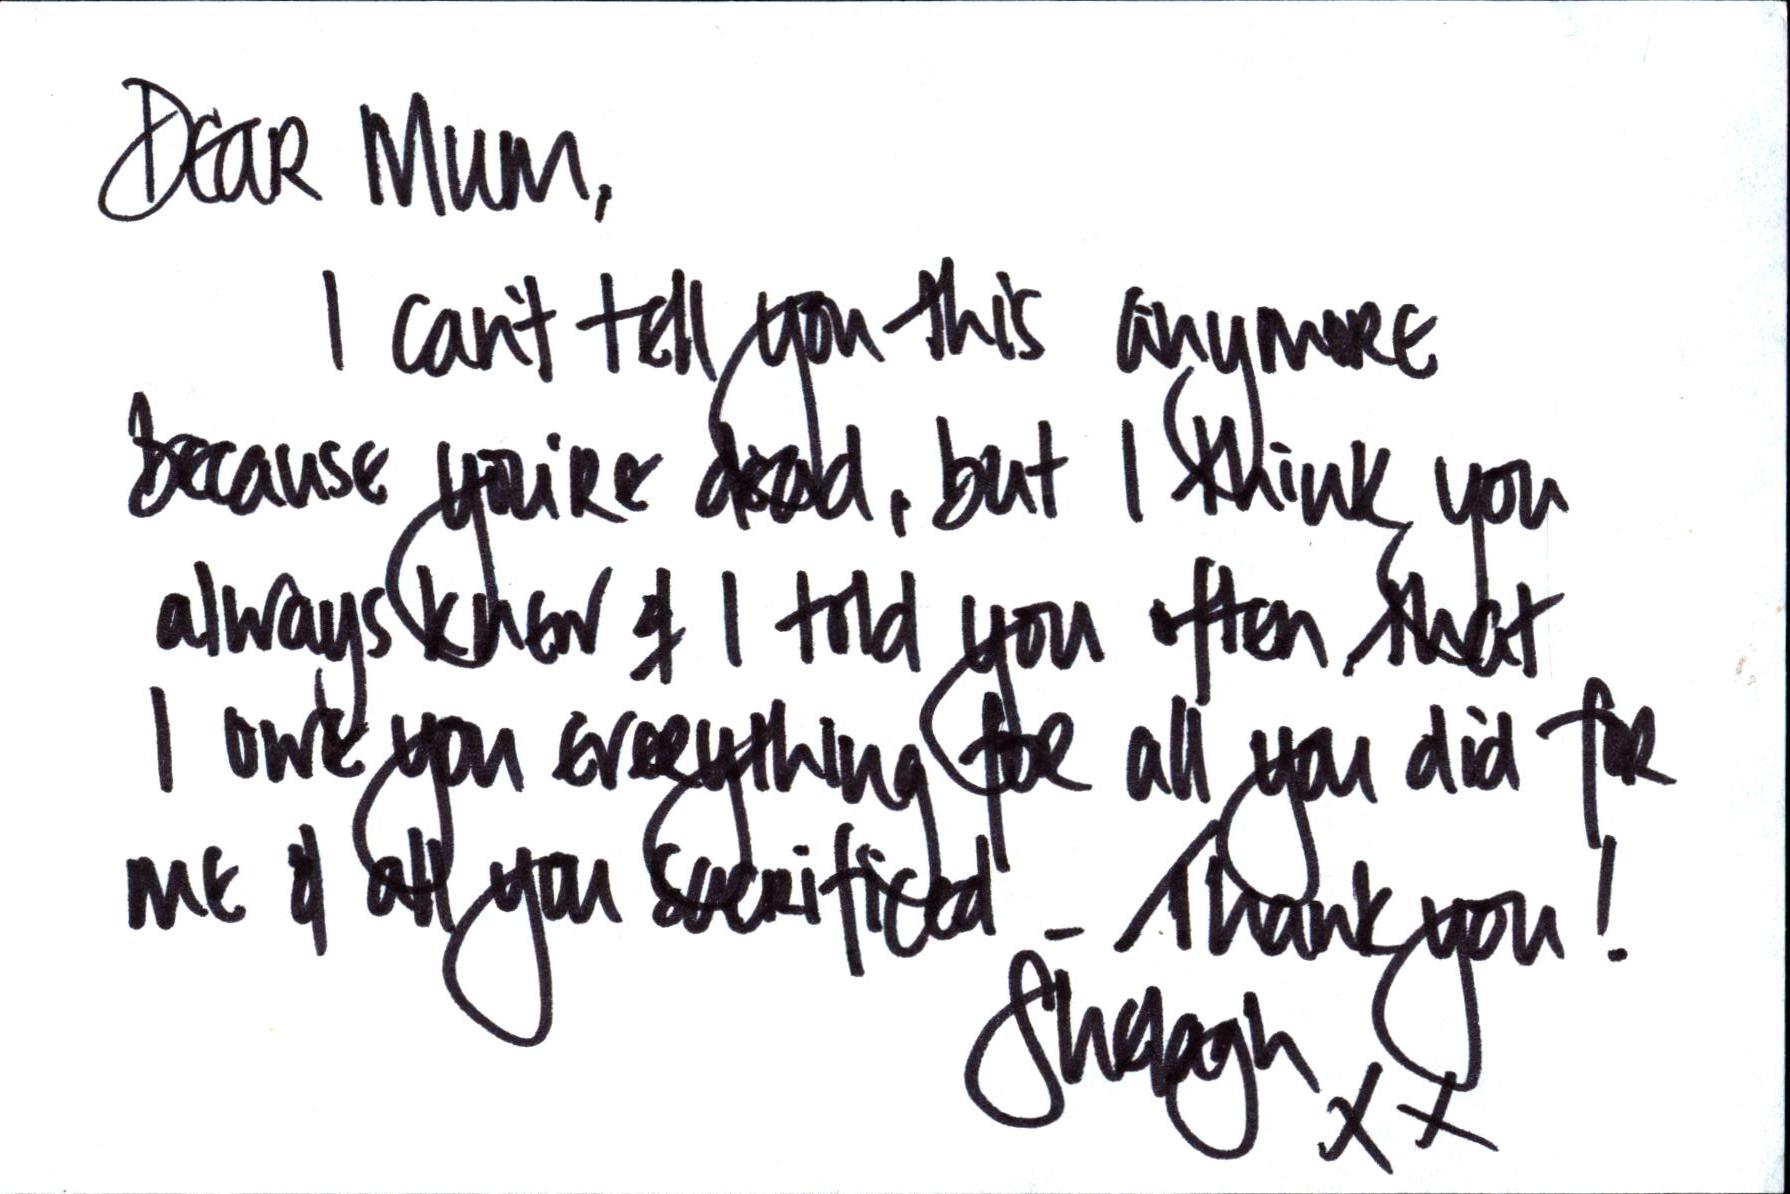 Dear Mum,
I can't tell you this anymore
because you're dead, but I think you
always knew & I told you often, that
I owe you everything for all you did for
me & all you sacrificed - Thank you!
Shelagh
xx